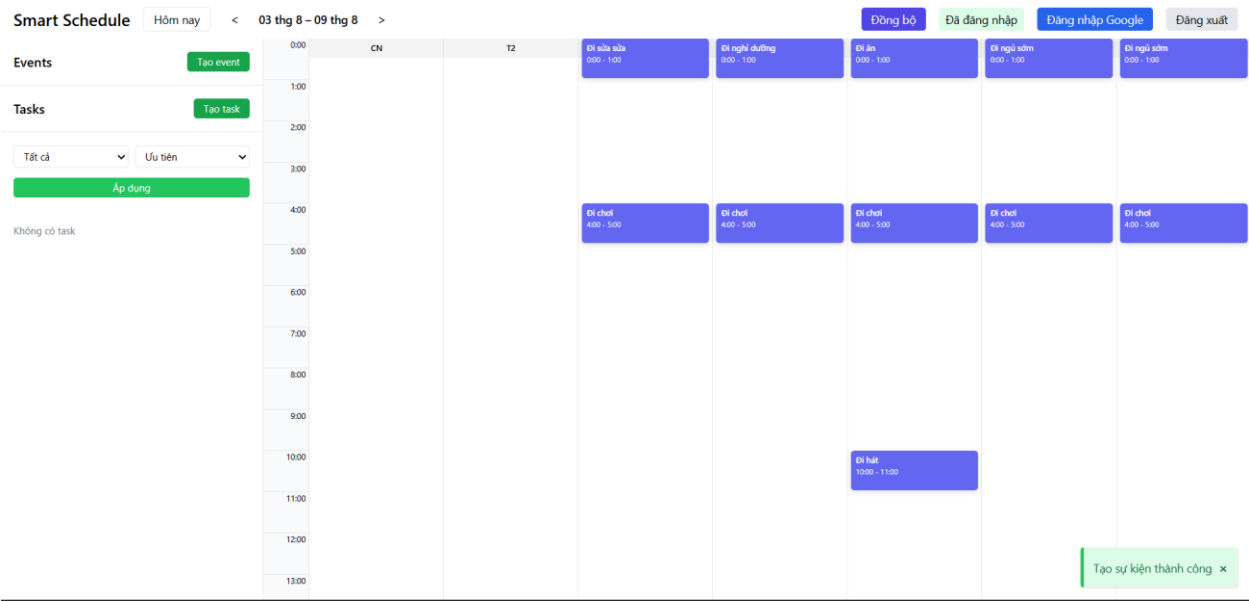 Smart Schedule Hôm nay < 03 thg 8 – 09 thg 8 > Đồng bộ Đã đăng nhập Đăng nhập Google Đăng xuất
Events Tạo event
Tasks Tạo task
Tất cả Ưu tiên
Áp dụng
Không có task
0:00
1:00
2:00
3:00
4:00
5:00
6:00
7:00
8:00
9:00
10:00
11:00
12:00
13:00
CN
T2
Đi sửa sửa
0:00 - 1:00
Đi chơi
4:00 - 5:00
Đi nghỉ dưỡng
0:00 - 1:00
Đi chơi
4:00 - 5:00
Đi ăn
0:00 - 1:00
Đi chơi
4:00 - 5:00
Đi hát
10:00 - 11:00
Đi ngủ sớm
0:00 - 1:00
Đi chơi
4:00 - 5:00
Đi ngủ sớm
0:00 - 1:00
Đi chơi
4:00 - 5:00
Tạo sự kiện thành công ×